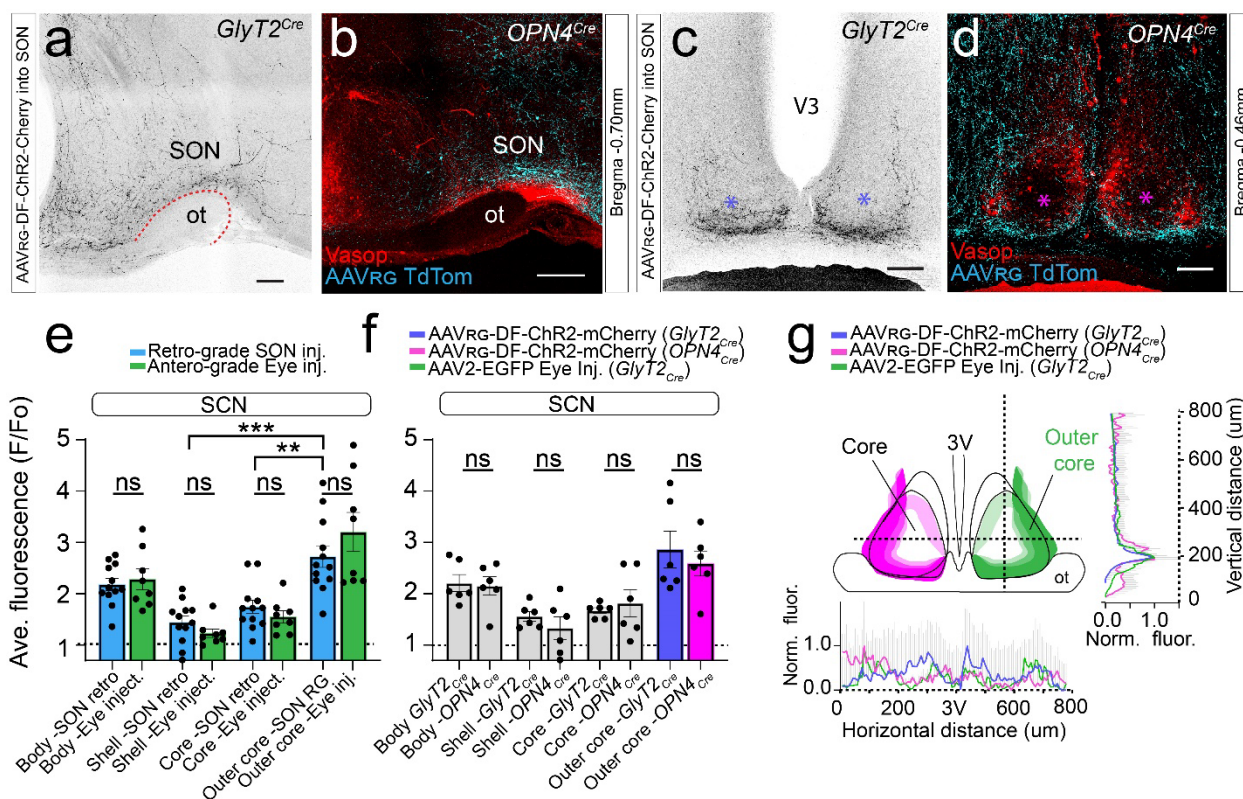 AAVRG-DF-ChR2-Cherry into SON
a
GlyT2Cre
SON
ot
b
OPN4Cre
SON
ot
Vasop.
AAVRG TdTom
Bregma -0.70mm
AAVRG-DF-ChR2-Cherry into SON
c
GlyT2Cre
V3
*
*
d
OPN4Cre
*
*
Vasop.
AAVRG TdTom
Bregma -0.46mm
e
Retro-grade SON inj.
Antero-grade Eye inj.
SCN
Ave. fluorescence (F/Fo)
5
4
3
2
1
***
**
ns
ns
ns
ns
Body -SON retro
Body -Eye inject.
Shell -SON retro
Shell -Eye inject.
Core -SON retro
Core -Eye inject.
Outer core -SON RG
Outer core -Eye inj.
f
AAVRG-DF-ChR2-mCherry (GlyT2Cre)
AAVRG-DF-ChR2-mCherry (OPN4Cre)
AAV2-EGFP Eye Inj. (GlyT2Cre)
SCN
5
4
3
2
1
ns
ns
ns
ns
Body GlyT2Cre
Body -OPN4Cre
Shell -GlyT2Cre
Shell -OPN4Cre
Core -GlyT2Cre
Core -OPN4Cre
Outer core -GlyT2Cre
Outer core -OPN4Cre
g
AAVRG-DF-ChR2-mCherry (GlyT2Cre)
AAVRG-DF-ChR2-mCherry (OPN4Cre)
AAV2-EGFP Eye Inj. (GlyT2Cre)
Core
3V
Outer
core
ot
800
600
400
200
0
Vertical distance (um)
0.0
1.0
Norm. fluor.
Norm. fluor.
1.0
0.0
0
200
3V
600
800
Horizontal distance (um)